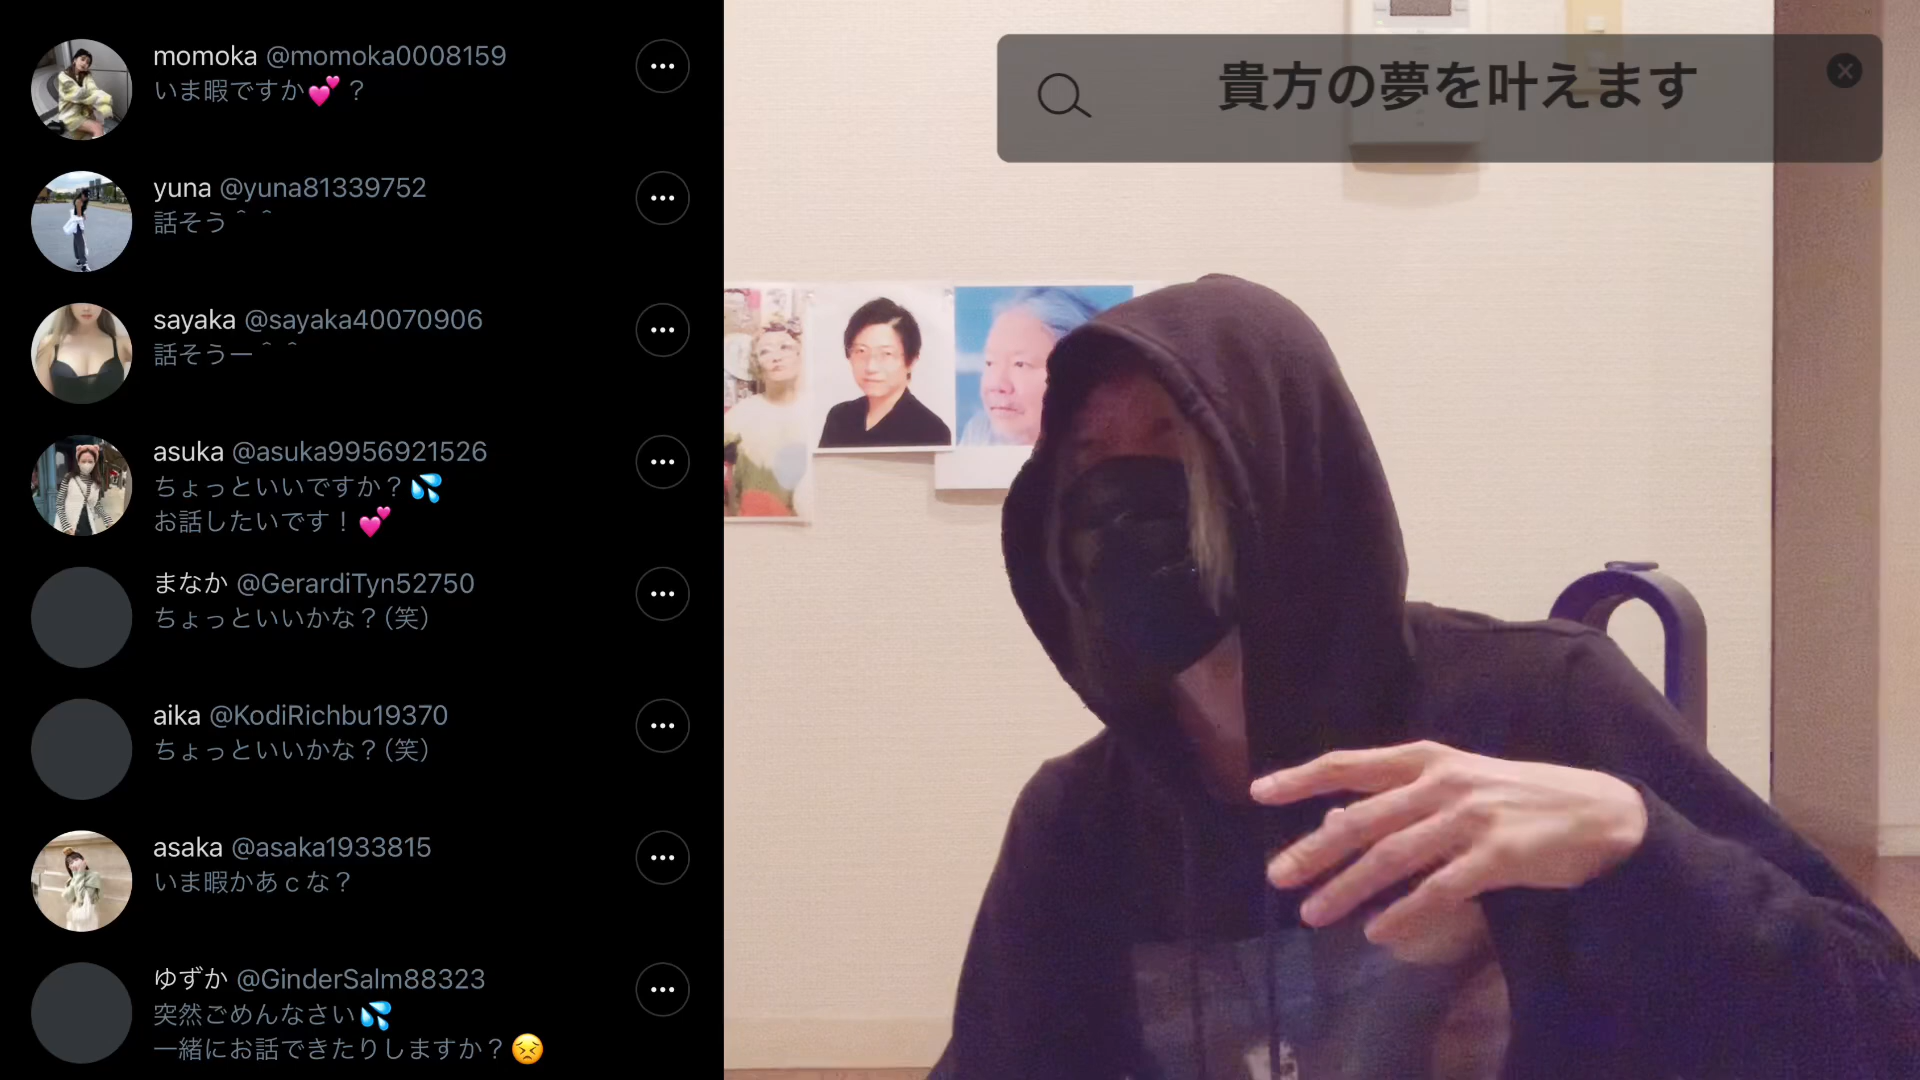 momoka @momoka0008159
いま暇ですか💕？
yuna @yuna81339752
話そう＾＾
sayaka @sayaka40070906
話そうー＾＾
asuka @asuka9956921526
ちょっといいですか？💦
お話したいです！💕
まなか @GerardiTyn52750
ちょっといいかな？(笑)
aika @KodiRichbu19370
ちょっといいかな？(笑)
asaka @asaka1933815
いま暇かあｃな？
ゆずか @GinderSalm88323
突然ごめんなさい💦
一緒にお話できたりしますか？😣
貴方の夢を叶えます